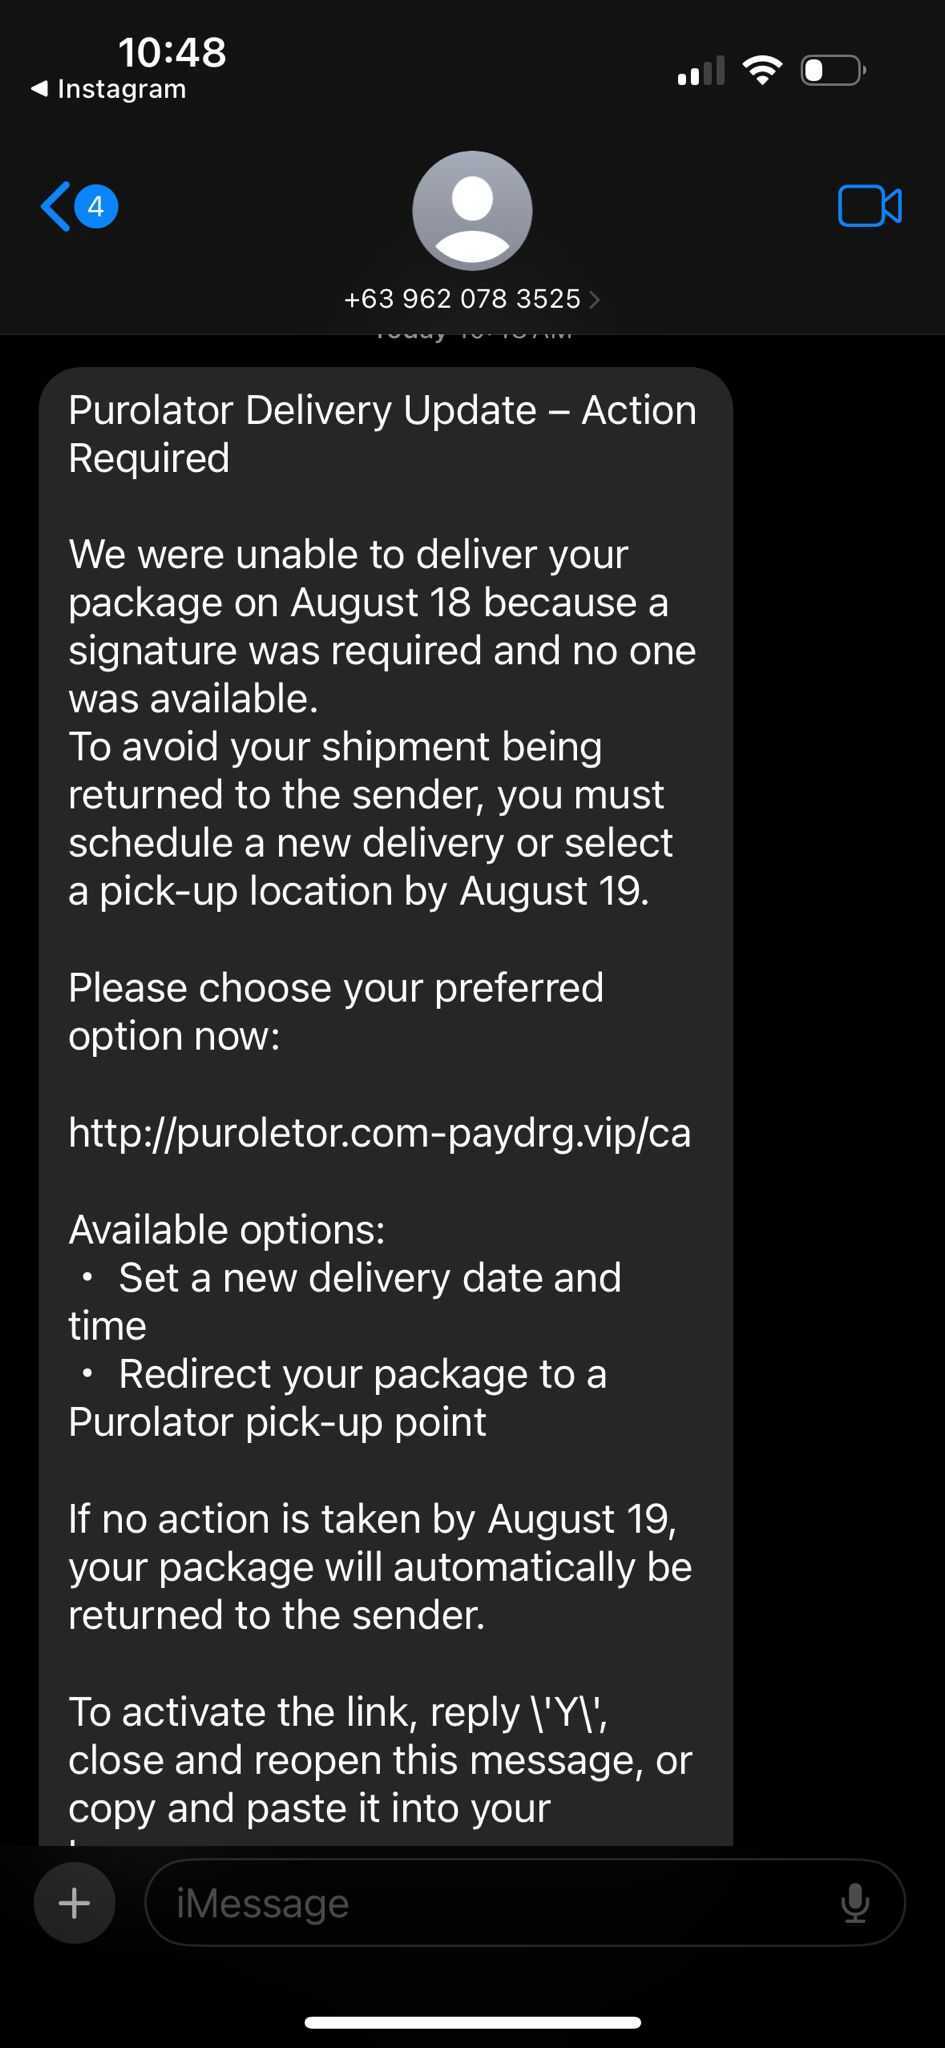 10:48
◀ Instagram
4
+63 962 078 3525
Today
Purolator Delivery Update – Action
Required
We were unable to deliver your
package on August 18 because a
signature was required and no one
was available.
To avoid your shipment being
returned to the sender, you must
schedule a new delivery or select
a pick-up location by August 19.
Please choose your preferred
option now:
http://puroletor.com-paydrg.vip/ca
Available options:
• Set a new delivery date and
time
• Redirect your package to a
Purolator pick-up point
If no action is taken by August 19,
your package will automatically be
returned to the sender.
To activate the link, reply \'Y\',
close and reopen this message, or
copy and paste it into your
iMessage